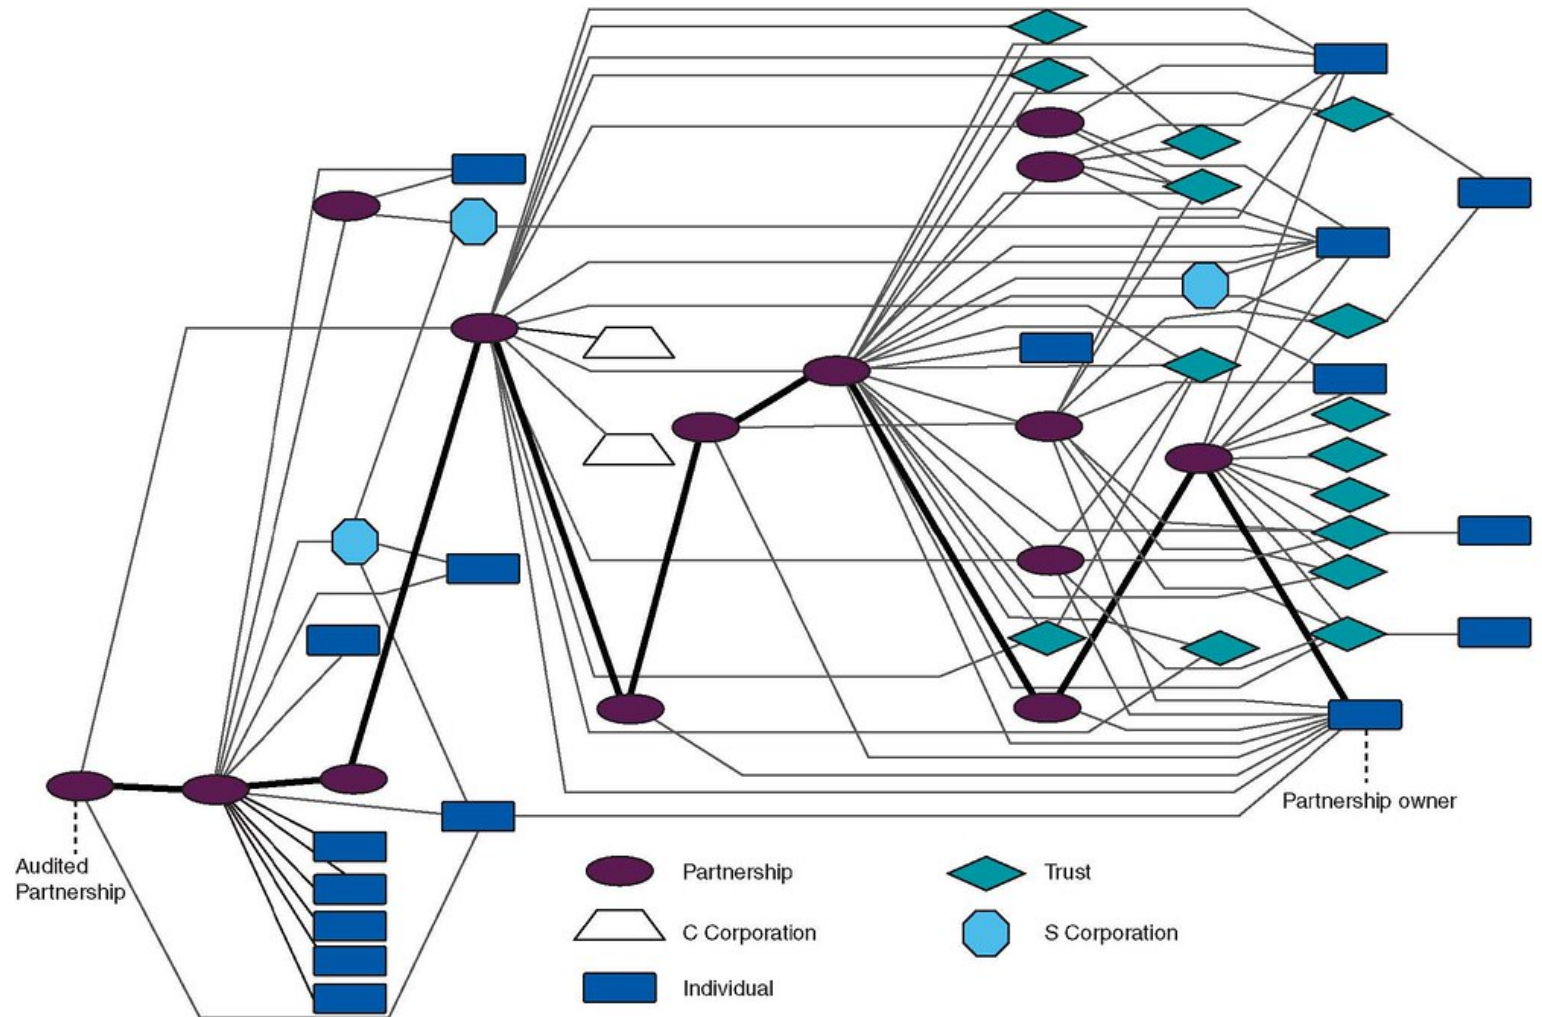 Partnership owner
Audited
Partnership
Partnership
Trust
C Corporation
S Corporation
Individual